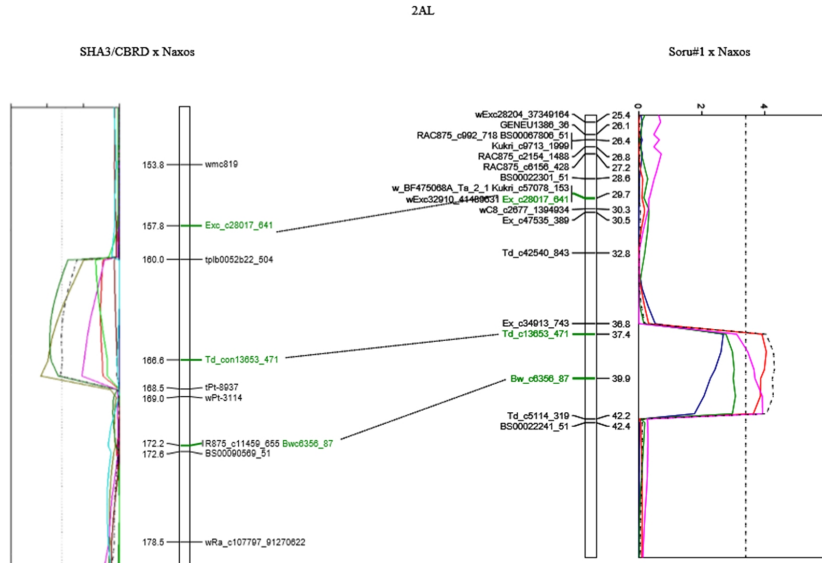 2AL
SHA3/CBRD x Naxos
Soru#1 x Naxos
153.8 wmc819
157.8 Exc_c28017_641
160.0 tplb0052b22_504
166.6 Td_con13653_471
168.5 tPt-8937
169.0 wPt-3114
172.2 R875_c11459_655 Bwc6356_87
172.6 BS00090569_51
178.5 wRa_c107797_91270622
0 2 4
wExc28204_37349164 25.4
GENEU1386_36 26.1
RAC875_c992_718 BS00067806_51 26.4
Kukri_c9713_1999
RAC875_c2154_1488 26.8
RAC875_c6156_428 27.2
BS00022301_51 28.6
w_BF475068A_Ta_2_1 Kukri_c57078_153
wExc32910_41489631 Ex_c28017_641 29.7
wC8_c2677_1394934 30.3
Ex_c47535_389 30.5
Td_c42540_843 32.8
Ex_c34913_743 36.8
Td_c13653_471 37.4
Bw_c6356_87 39.9
Td_c5114_319 42.2
BS00022241_51 42.4